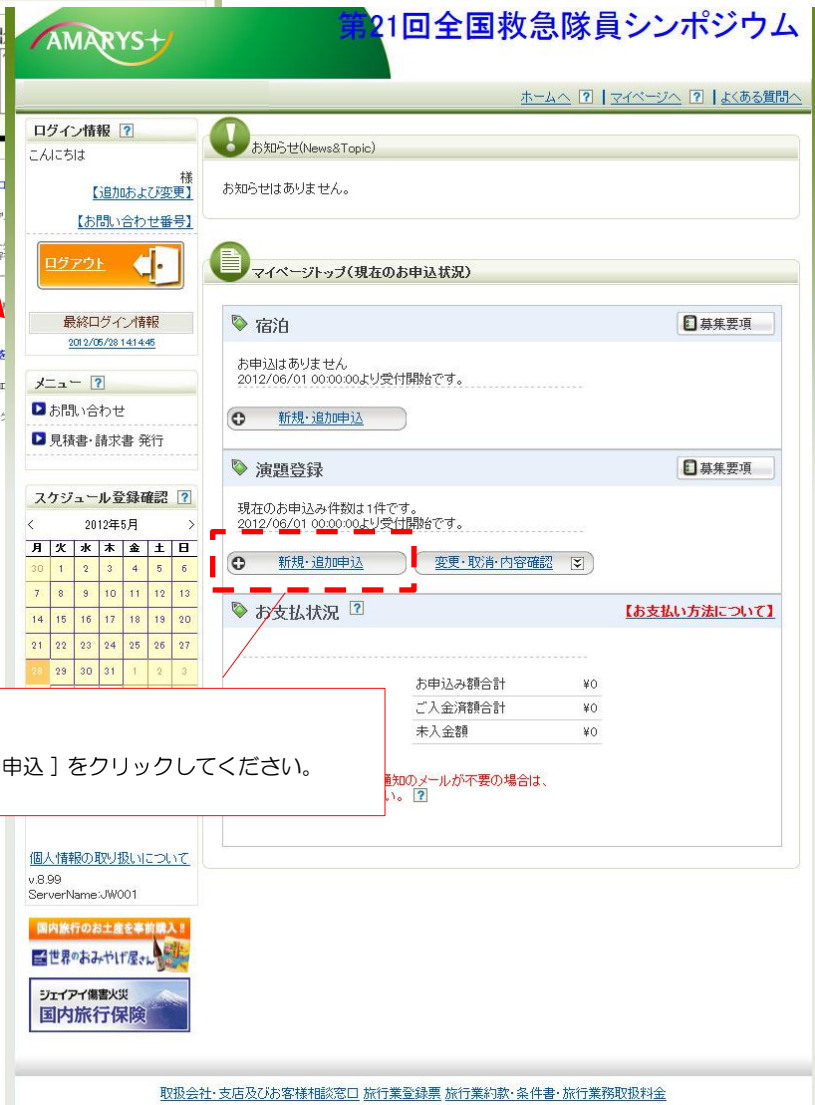 AMARYS+
第21回全国救急隊員シンポジウム
ホームへ ? | マイページへ ? | よくある質問へ
ログイン情報 ?
こんにちは
様
【追加および変更】
【お問い合わせ番号】
ログアウト
最終ログイン情報
2012/05/28 14:14:45
メニュー ?
お問い合わせ
見積書・請求書 発行
スケジュール登録確認 ?
< 2012年5月 >
月 火 水 木 金 土 日
30 1 2 3 4 5 6
7 8 9 10 11 12 13
14 15 16 17 18 19 20
21 22 23 24 25 26 27
28 29 30 31 1 2 3
お知らせ(News&Topic)
お知らせはありません。
マイページトップ(現在のお申込状況)
宿泊
募集要項
お申込はありません
2012/06/01 00:00:00より受付開始です。
新規・追加申込
演題登録
募集要項
現在のお申込み件数は1件です。
2012/06/01 00:00:00より受付開始です。
新規・追加申込
変更・取消・内容確認
お支払状況 ?
【お支払い方法について】
お申込み額合計 ¥0
ご入金済額合計 ¥0
未入金額 ¥0
申込］をクリックしてください。
通知のメールが不要の場合は、
い。 ?
個人情報の取り扱いについて
v.8.99
ServerName:JW001
国内旅行のお土産を事前購入!!
世界のおみやげ屋さん
ジェイアイ傷害火災
国内旅行保険
取扱会社・支店及びお客様相談窓口 旅行業登録票 旅行業約款・条件書・旅行業務取扱料金